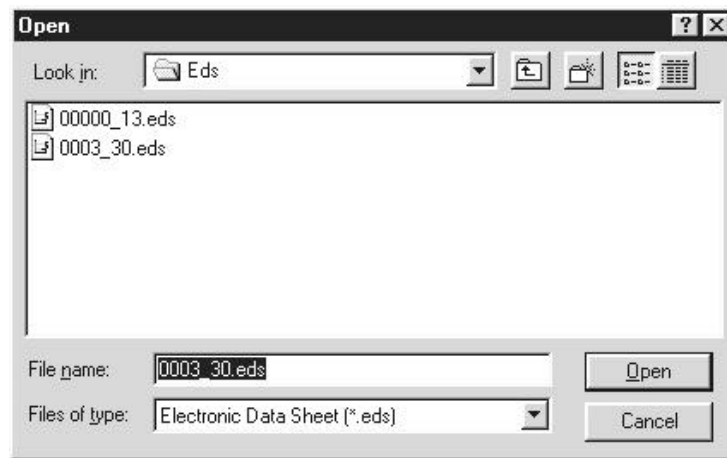 Open
Look in: Eds
00000_13.eds
0003_30.eds
File name: 0003_30.eds Open
Files of type: Electronic Data Sheet (*.eds) Cancel